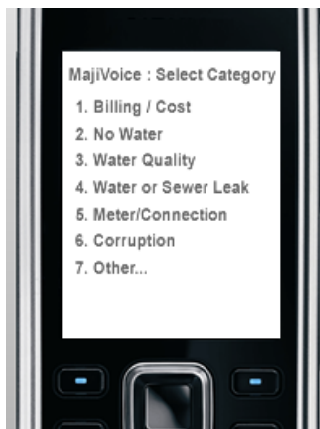 MajiVoice : Select Category
1. Billing / Cost
2. No Water
3. Water Quality
4. Water or Sewer Leak
5. Meter/Connection
6. Corruption
7. Other...